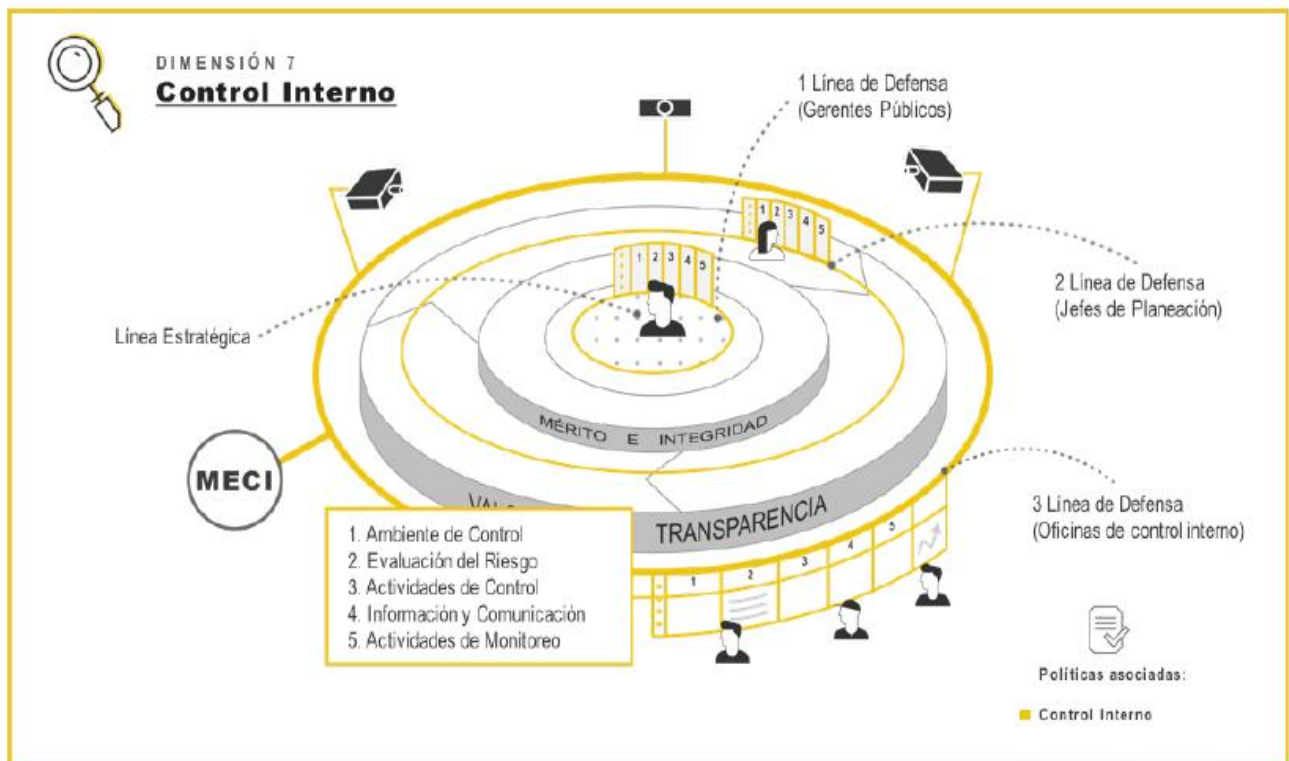 DIMENSIÓN 7
Control Interno
1 Línea de Defensa
(Gerentes Públicos)
1 2 3 4 5
1 2 3 4 5
2 Línea de Defensa
(Jefes de Planeación)
Línea Estratégica
MÉRITO E INTEGRIDAD
MECI
TRANSPARENCIA
3 Línea de Defensa
(Oficinas de control interno)
1. Ambiente de Control
2. Evaluación del Riesgo
3. Actividades de Control
4. Información y Comunicación
5. Actividades de Monitoreo
1 2 3 4 5
Políticas asociadas:
Control Interno